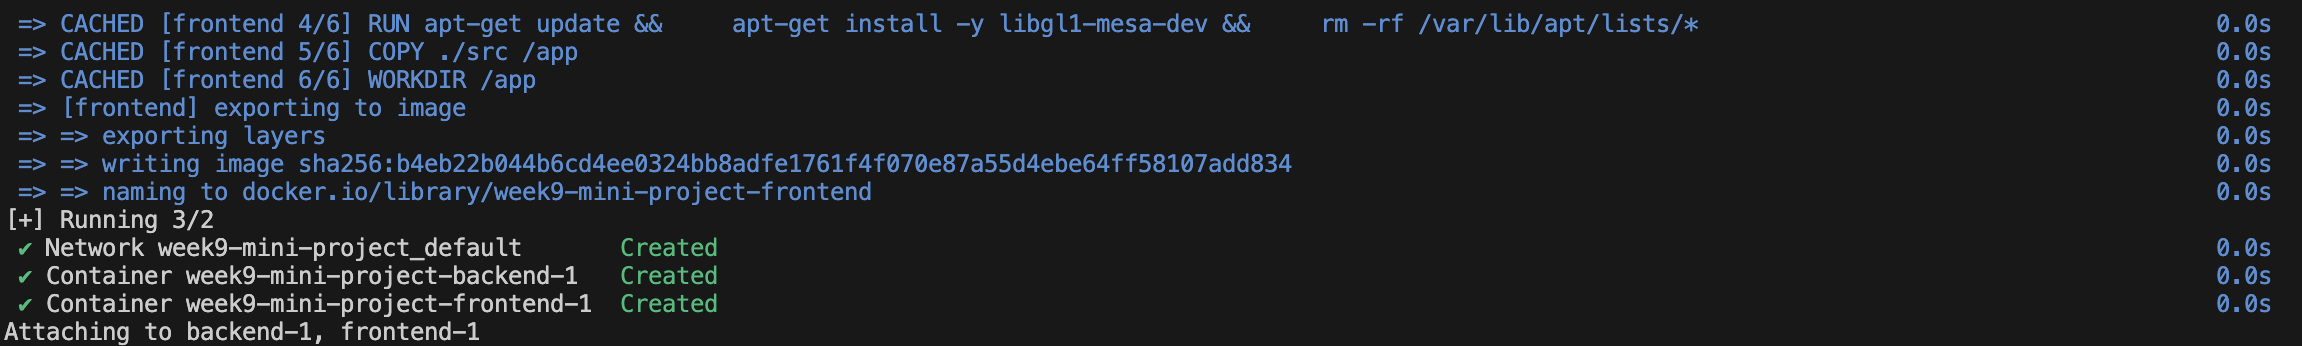 => CACHED [frontend 4/6] RUN apt-get update &&     apt-get install -y libgl1-mesa-dev &&     rm -rf /var/lib/apt/lists/* 0.0s
=> CACHED [frontend 5/6] COPY ./src /app 0.0s
=> CACHED [frontend 6/6] WORKDIR /app 0.0s
=> [frontend] exporting to image 0.0s
=> => exporting layers 0.0s
=> => writing image sha256:b4eb22b044b6cd4ee0324bb8adfe1761f4f070e87a55d4ebe64ff58107add834 0.0s
=> => naming to docker.io/library/week9-mini-project-frontend 0.0s
[+] Running 3/2
✔ Network week9-mini-project_default Created 0.0s
✔ Container week9-mini-project-backend-1 Created 0.0s
✔ Container week9-mini-project-frontend-1 Created 0.0s
Attaching to backend-1, frontend-1